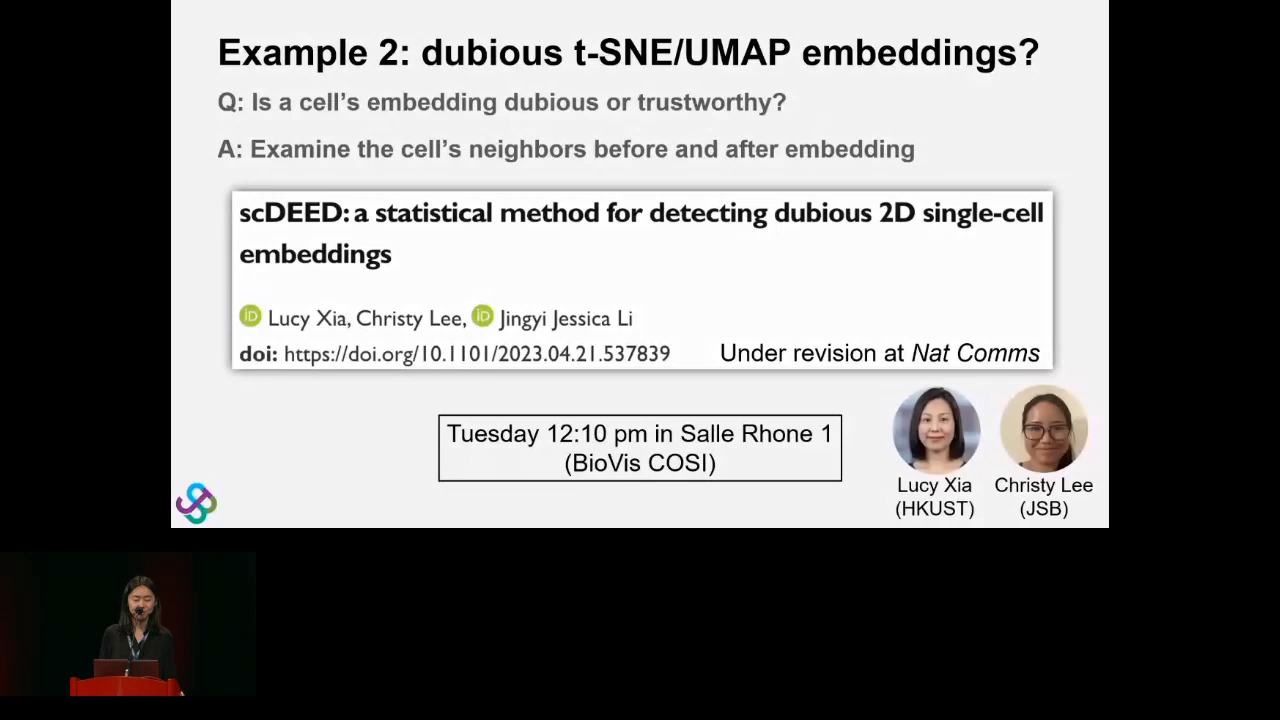 Example 2: dubious t-SNE/UMAP embeddings?
Q: Is a cell's embedding dubious or trustworthy?
A: Examine the cell's neighbors before and after embedding
scDEED: a statistical method for detecting dubious 2D single-cell
embeddings
iD Lucy Xia, Christy Lee, iD Jingyi Jessica Li
doi: https://doi.org/10.1101/2023.04.21.537839
Under revision at Nat Comms
Tuesday 12:10 pm in Salle Rhone 1
(BioVis COSI)
Lucy Xia
(HKUST)
Christy Lee
(JSB)